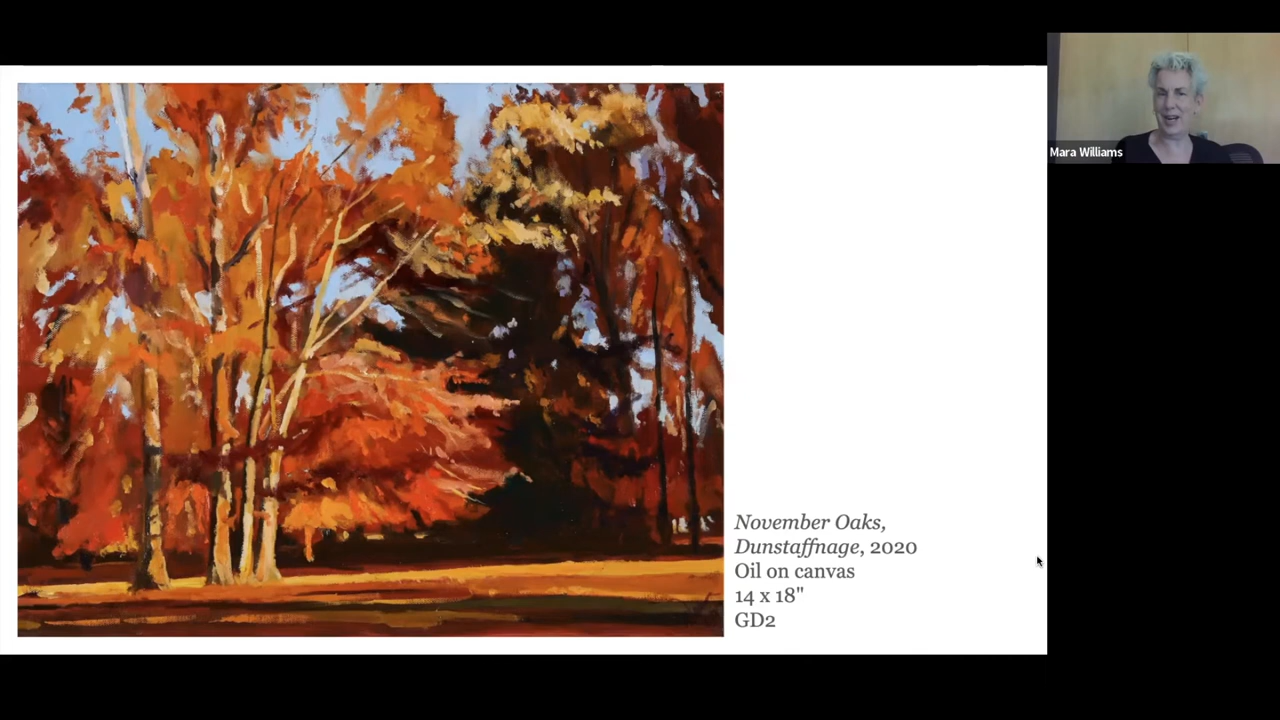 Mara Williams
November Oaks,
Dunstaffnage, 2020
Oil on canvas
14 x 18"
GD2